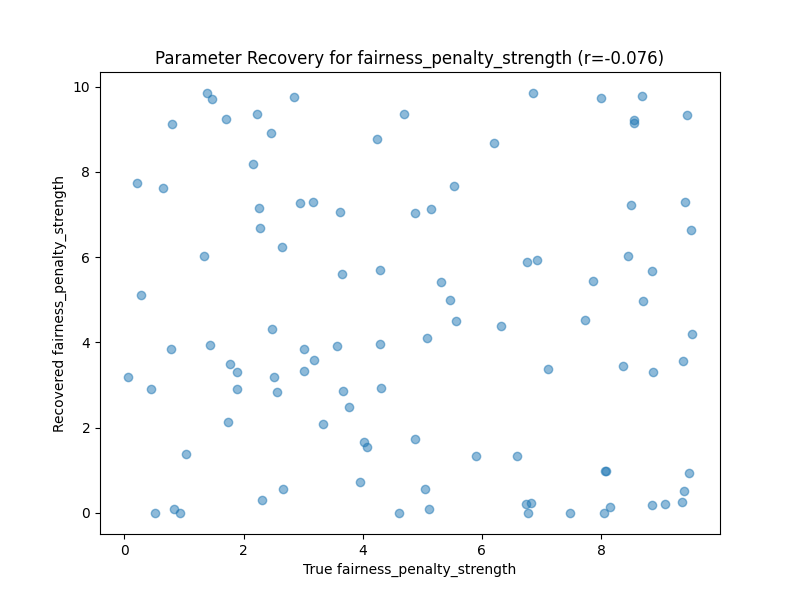 Parameter Recovery for fairness_penalty_strength (r=-0.076)
10
8
6
4
2
0
Recovered fairness_penalty_strength
0 2 4 6 8
True fairness_penalty_strength